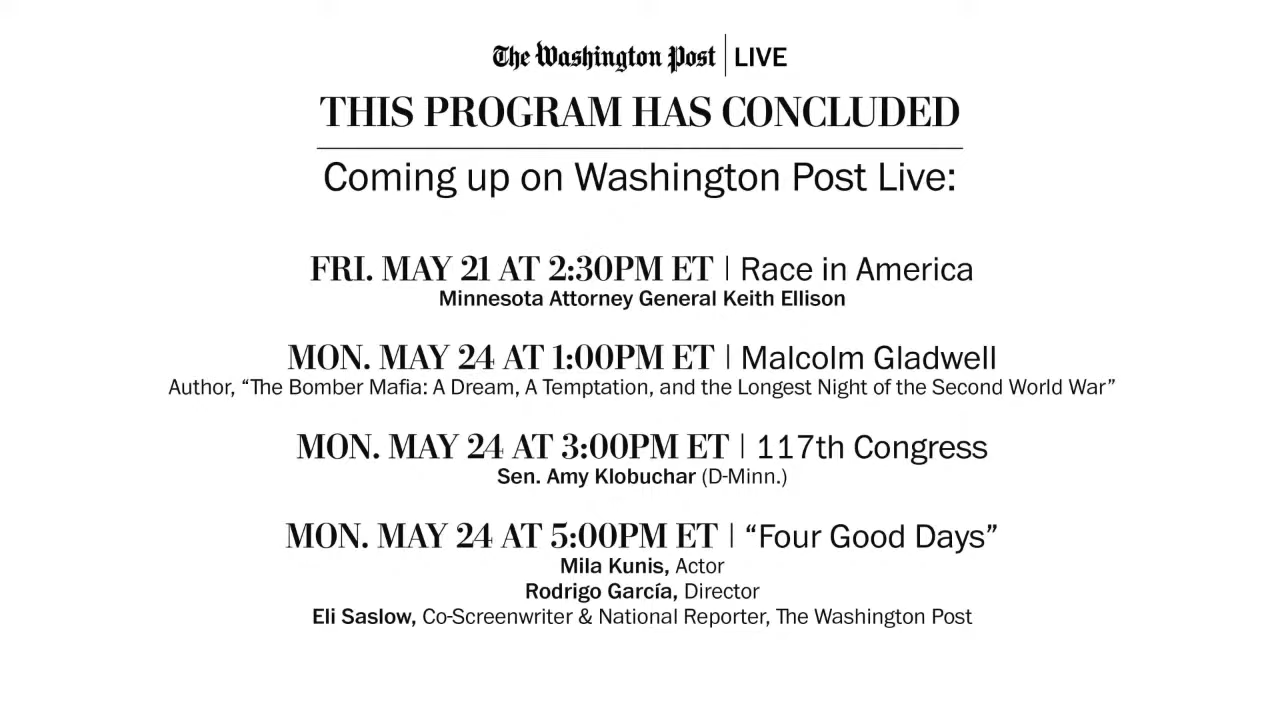 The Washington Post | LIVE
THIS PROGRAM HAS CONCLUDED
Coming up on Washington Post Live:
FRI. MAY 21 AT 2:30PM ET | Race in America
Minnesota Attorney General Keith Ellison
MON. MAY 24 AT 1:00PM ET | Malcolm Gladwell
Author, “The Bomber Mafia: A Dream, A Temptation, and the Longest Night of the Second World War”
MON. MAY 24 AT 3:00PM ET | 117th Congress
Sen. Amy Klobuchar (D-Minn.)
MON. MAY 24 AT 5:00PM ET | “Four Good Days”
Mila Kunis, Actor
Rodrigo García, Director
Eli Saslow, Co-Screenwriter & National Reporter, The Washington Post